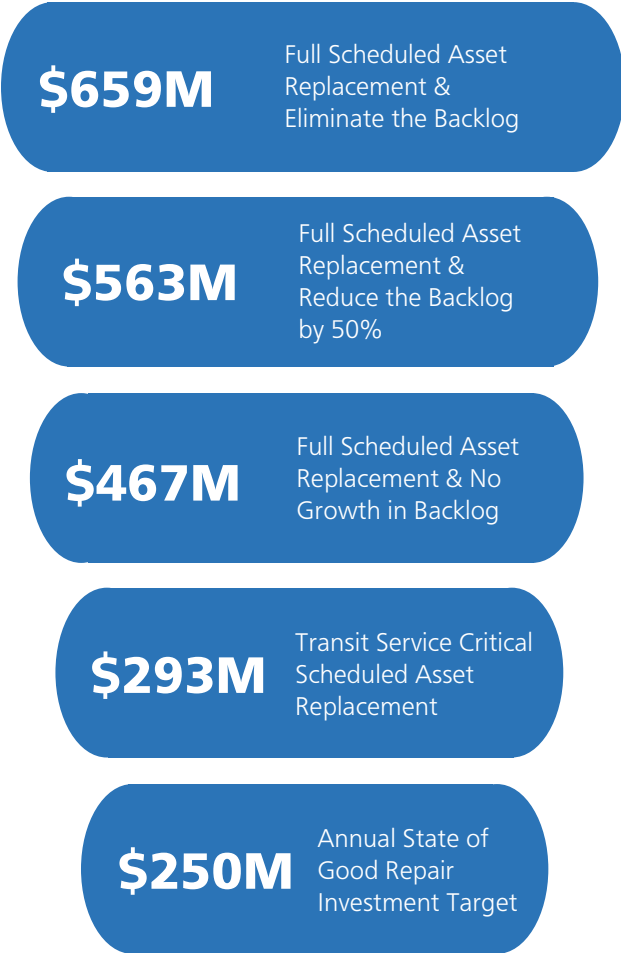 $659M
Full Scheduled Asset
Replacement &
Eliminate the Backlog
$563M
Full Scheduled Asset
Replacement &
Reduce the Backlog
by 50%
$467M
Full Scheduled Asset
Replacement & No
Growth in Backlog
$293M
Transit Service Critical
Scheduled Asset
Replacement
$250M
Annual State of
Good Repair
Investment Target